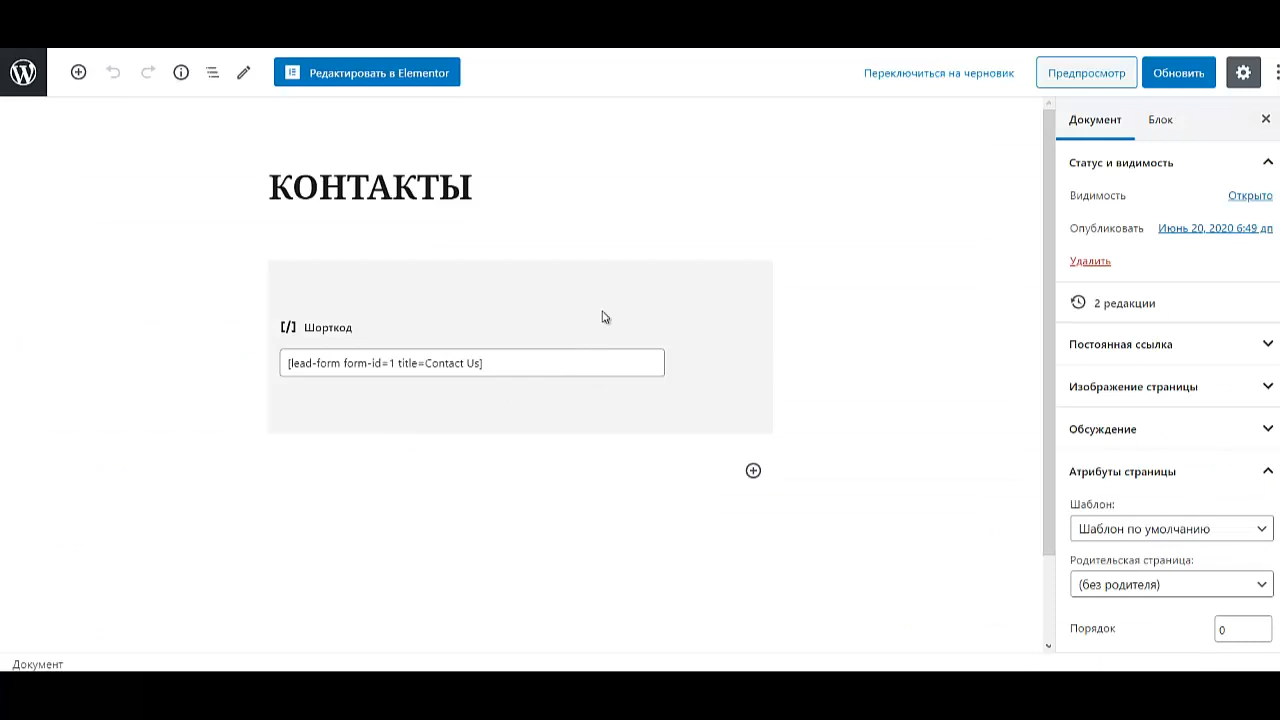 Редактировать в Elementor
Переключиться на черновик
Предпросмотр
Обновить
Документ
Блок
Статус и видимость
Видимость
Открыто
Опубликовать
Июнь 20, 2020 6:49 дп
Удалить
2 редакции
Постоянная ссылка
Изображение страницы
Обсуждение
Атрибуты страницы
Шаблон:
Шаблон по умолчанию
Родительская страница:
(без родителя)
Порядок
0
КОНТАКТЫ
[/] Шорткод
[lead-form form-id=1 title=Contact Us]
Документ